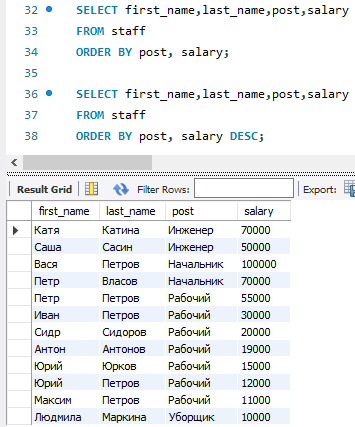 32 SELECT first_name,last_name,post,salary
33 FROM staff
34 ORDER BY post, salary;
35
36 SELECT first_name,last_name,post,salary
37 FROM staff
38 ORDER BY post, salary DESC;
Result Grid Filter Rows: Export:
first_name last_name post salary
Катя Катина Инженер 70000
Саша Сасин Инженер 50000
Вася Петров Начальник 100000
Петр Власов Начальник 70000
Петр Петров Рабочий 55000
Иван Петров Рабочий 30000
Сидр Сидоров Рабочий 20000
Антон Антонов Рабочий 19000
Юрий Юрков Рабочий 15000
Юрий Петров Рабочий 12000
Максим Петров Рабочий 11000
Людмила Маркина Уборщик 10000